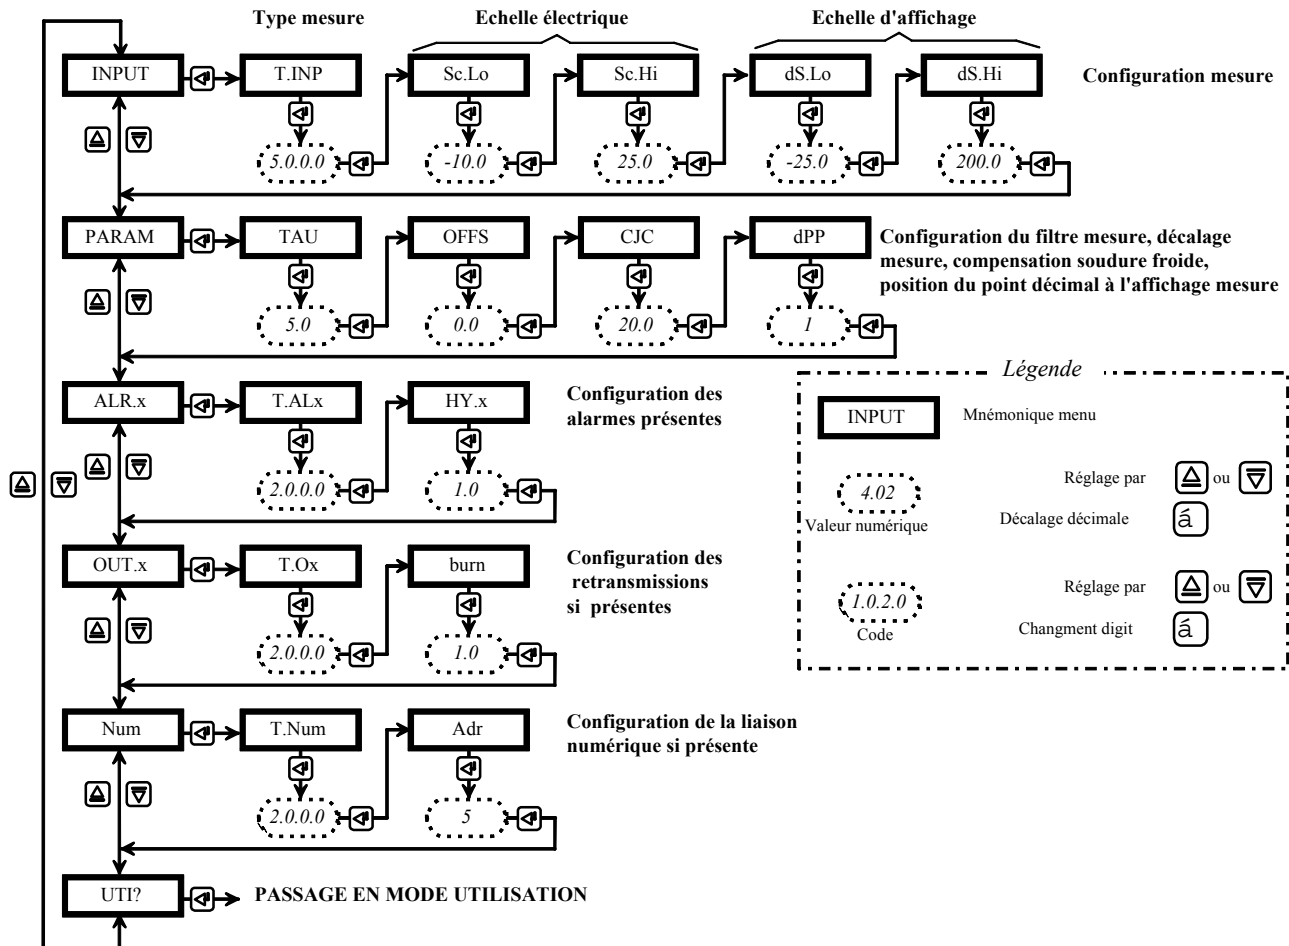 Type mesure Echelle électrique Echelle d'affichage
INPUT T.INP Sc.Lo Sc.Hi dS.Lo dS.Hi Configuration mesure
5.0.0.0 -10.0 25.0 -25.0 200.0
PARAM TAU OFFS CJC dPP
Configuration du filtre mesure, décalage
mesure, compensation soudure froide,
position du point décimal à l'affichage mesure
5.0 0.0 20.0 1
ALR.x T.ALx HY.x
Configuration des
alarmes présentes
2.0.0.0 1.0
OUT.x T.Ox burn
Configuration des
retransmissions
si présentes
2.0.0.0 1.0
Num T.Num Adr
Configuration de la liaison
numérique si présente
2.0.0.0 5
UTI? PASSAGE EN MODE UTILISATION
Légende
INPUT Mnémonique menu
4.02 Réglage par ou
Valeur numérique Décalage décimale á
1.0.2.0 Réglage par ou
Code Changment digit á